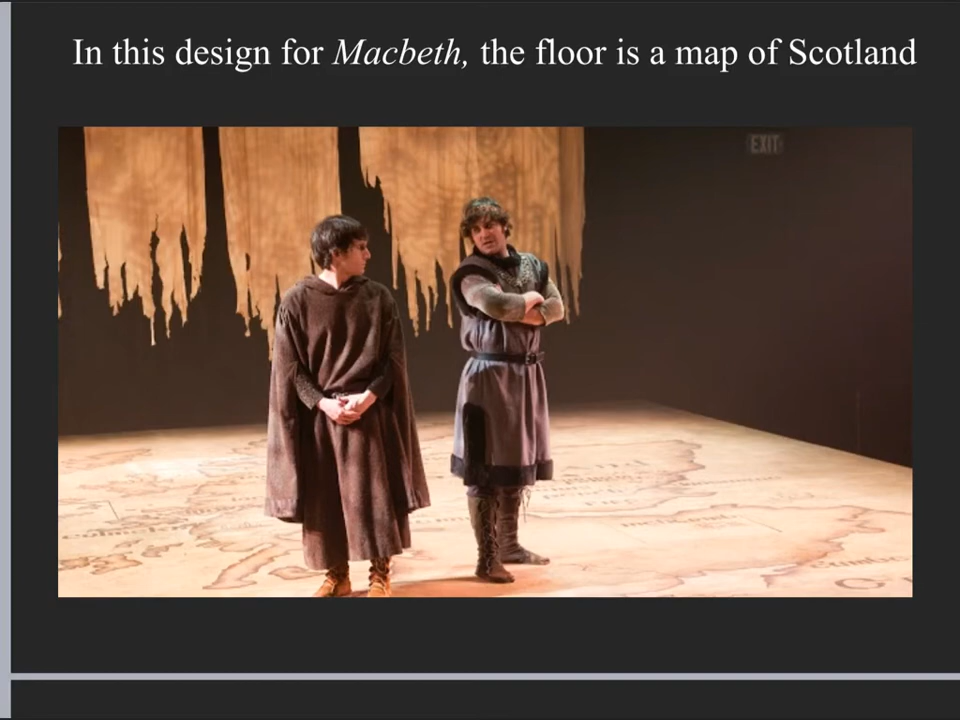 In this design for Macbeth, the floor is a map of Scotland
EXIT